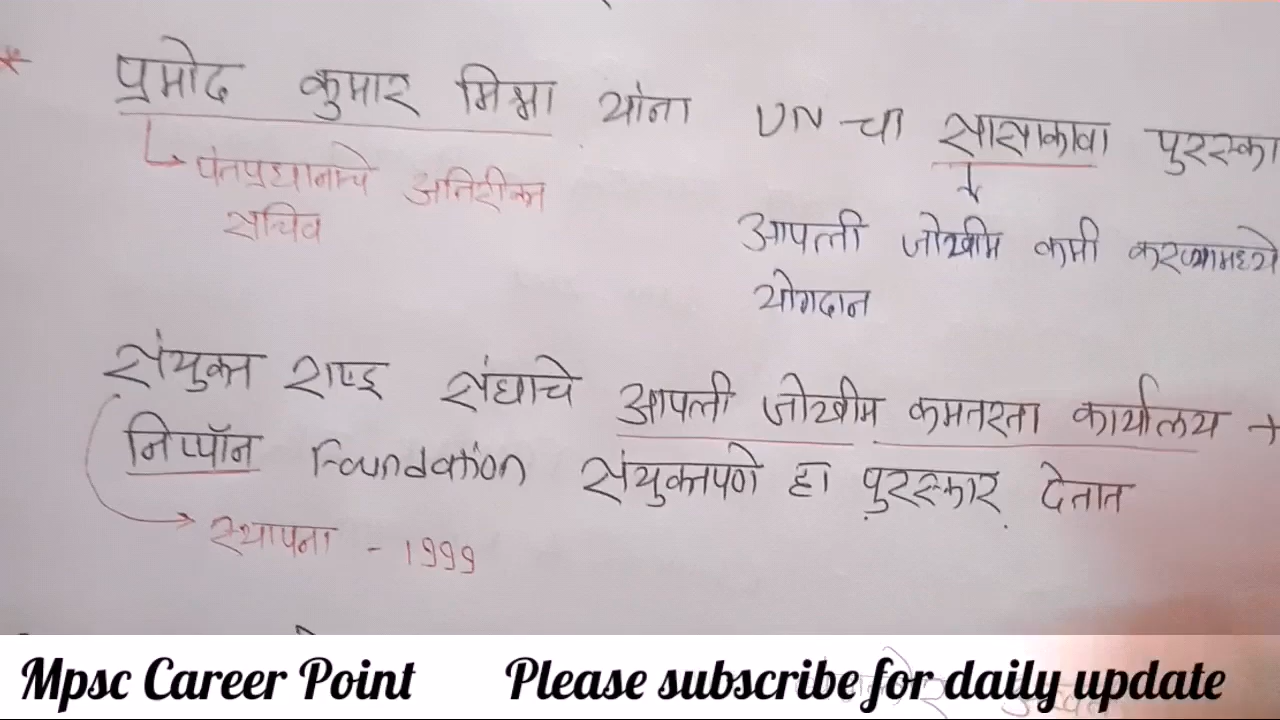 * प्रमोद कुमार मिश्रा यांना UN चा सासाकावा पुरस्का
पंतप्रधानाचे अतिरीक्त
सचिव
आपत्ती जोखीम कमी करण्यामध्ये
योगदान
संयुक्त राष्ट्र संघाचे आपत्ती जोखीम कमतरता कार्यालय +
निप्पॉन Foundation संयुक्तपणे हा पुरस्कार देतात
स्थापना - 1999
Mpsc Career Point Please subscribe for daily update